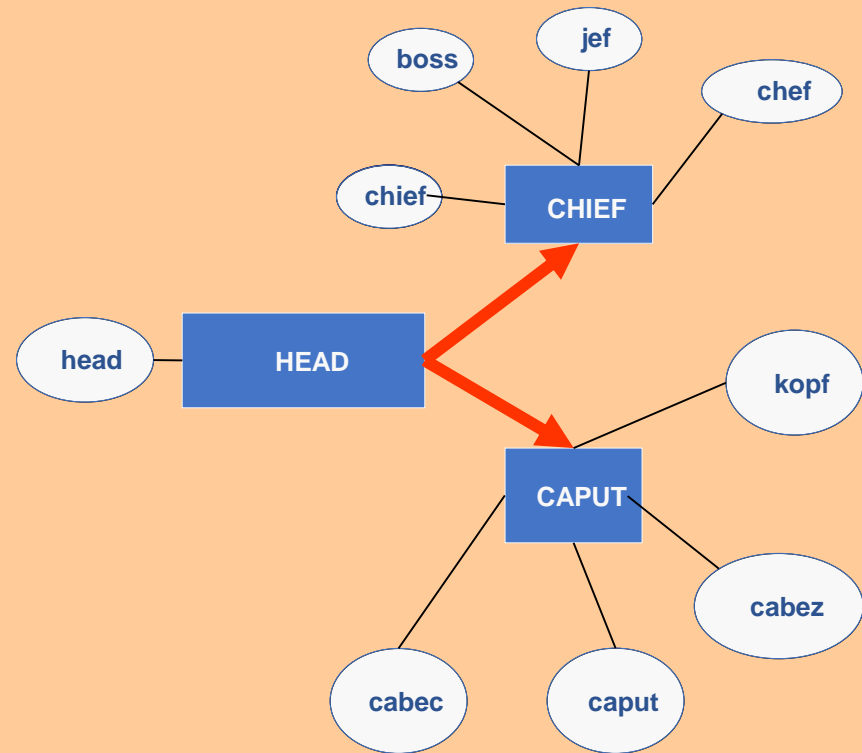 jef
boss
chef
chief
CHIEF
head
HEAD
kopf
CAPUT
cabez
cabec
caput